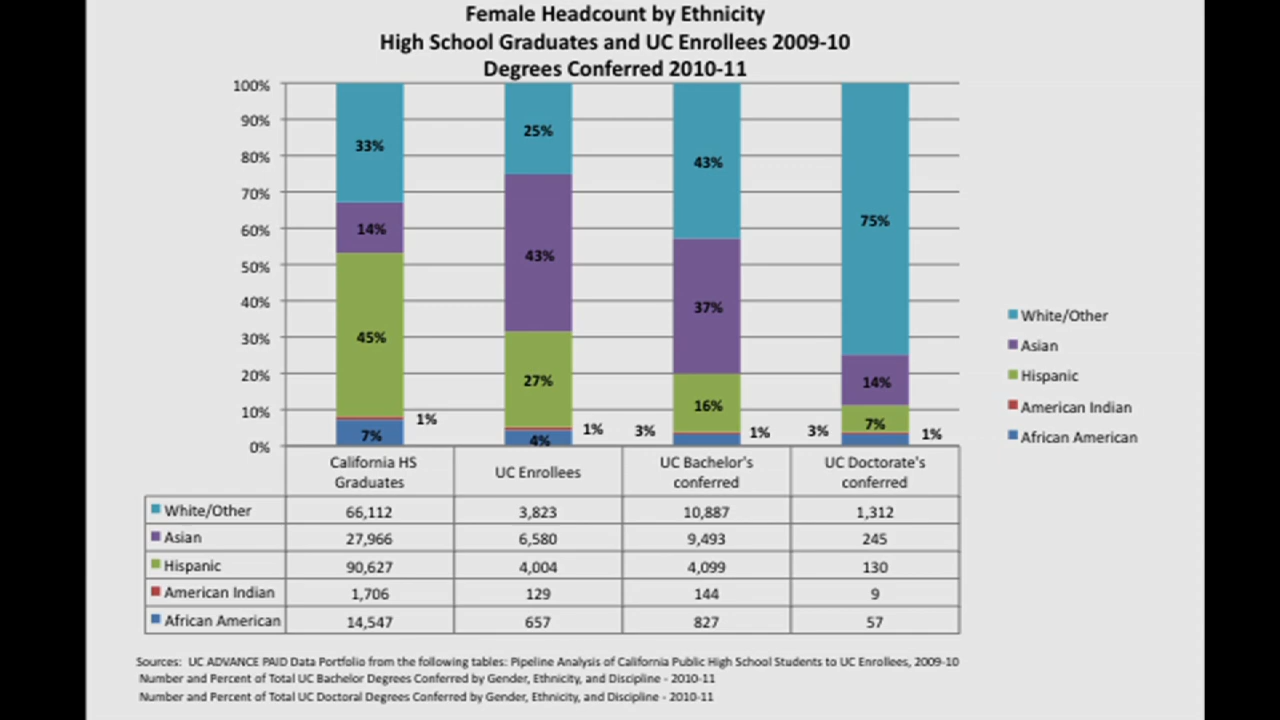 Female Headcount by Ethnicity
High School Graduates and UC Enrollees 2009-10
Degrees Conferred 2010-11
100%
90%
80%
70%
60%
50%
40%
30%
20%
10%
0%
33%
14%
45%
1%
7%
25%
43%
27%
1%
4%
43%
37%
16%
3%
1%
75%
14%
7%
3%
1%
White/Other
Asian
Hispanic
American Indian
African American
California HS Graduates UC Enrollees UC Bachelor's conferred UC Doctorate's conferred
White/Other 66,112 3,823 10,887 1,312
Asian 27,966 6,580 9,493 245
Hispanic 90,627 4,004 4,099 130
American Indian 1,706 129 144 9
African American 14,547 657 827 57
Sources: UC ADVANCE PAID Data Portfolio from the following tables: Pipeline Analysis of California Public High School Students to UC Enrollees, 2009-10
Number and Percent of Total UC Bachelor Degrees Conferred by Gender, Ethnicity, and Discipline - 2010-11
Number and Percent of Total UC Doctoral Degrees Conferred by Gender, Ethnicity, and Discipline - 2010-11